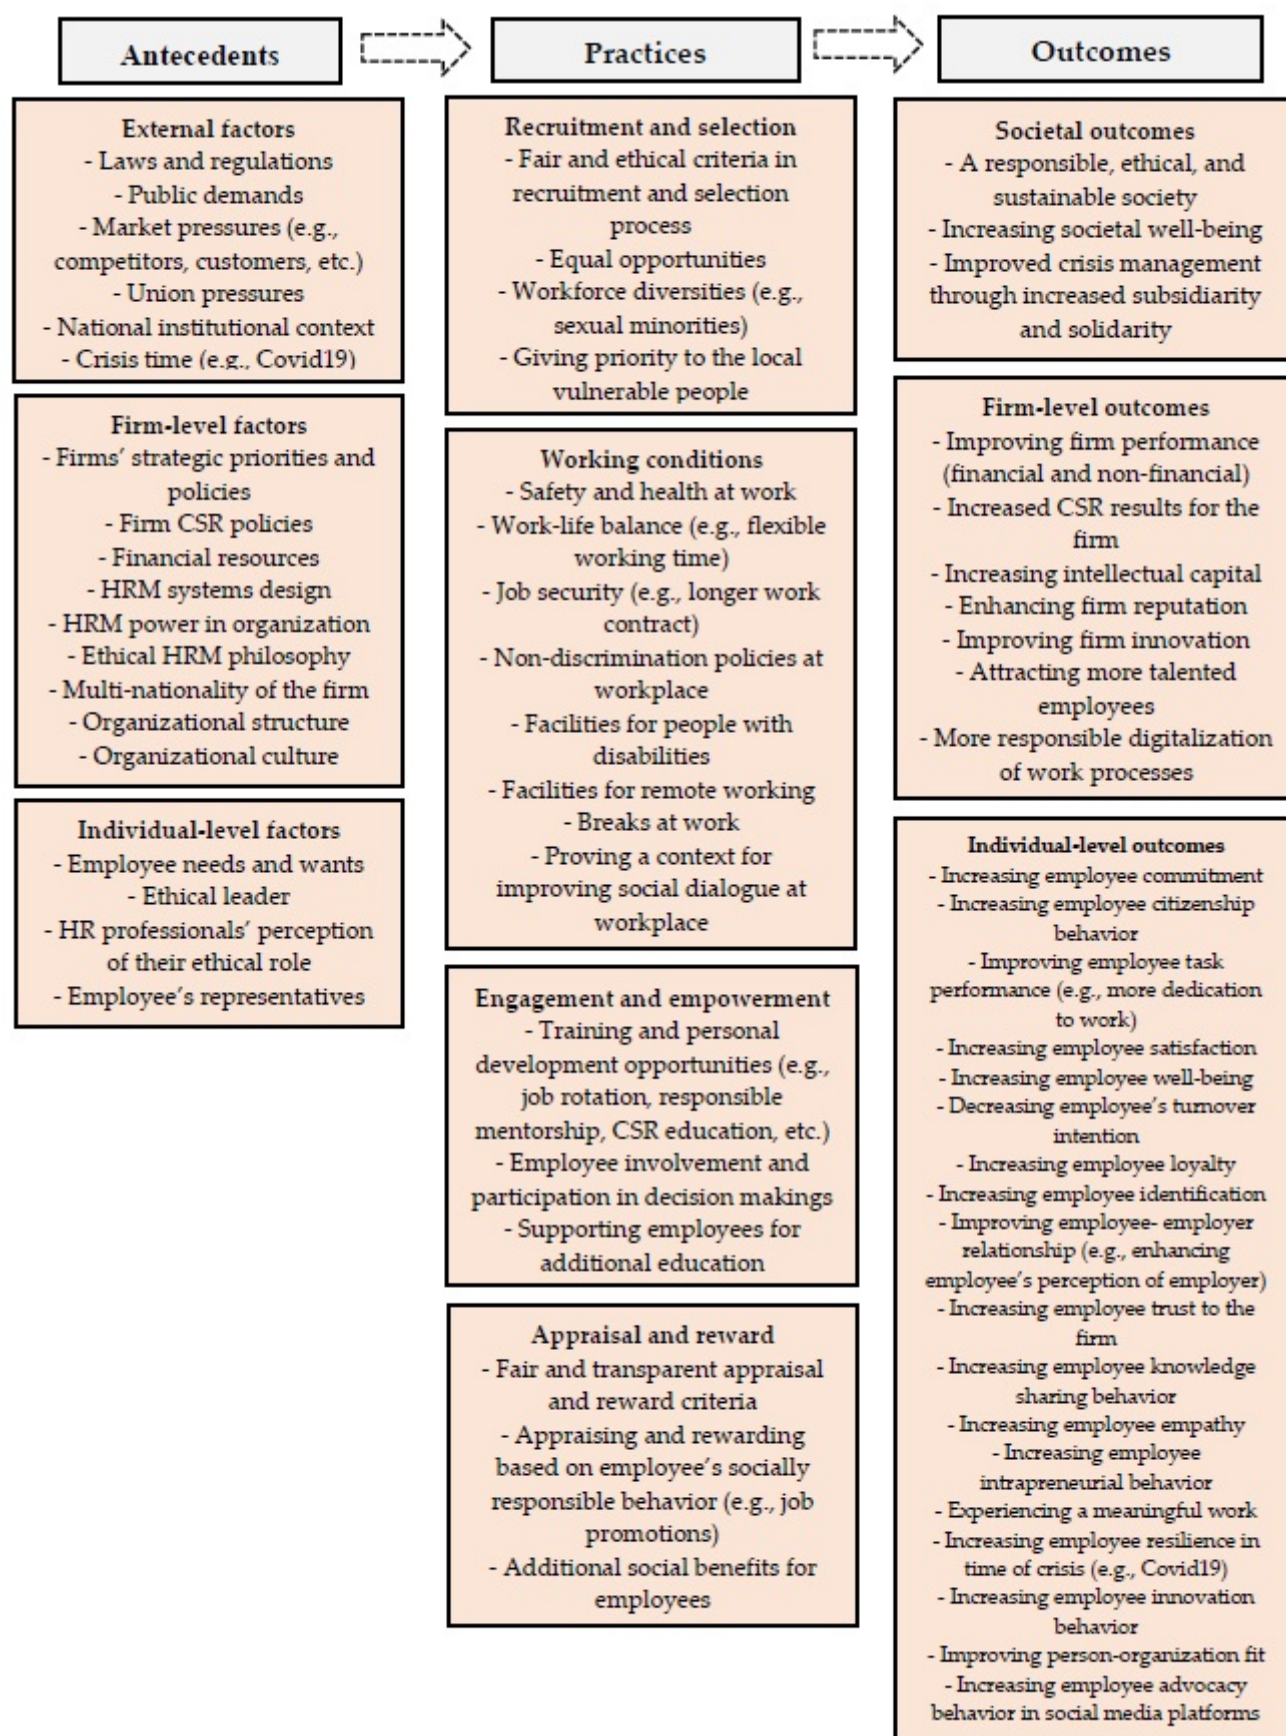 Antecedents
Practices
Outcomes
External factors
- Laws and regulations
- Public demands
- Market pressures (e.g.,
competitors, customers, etc.)
- Union pressures
- National institutional context
- Crisis time (e.g., Covid19)
Firm-level factors
- Firms’ strategic priorities and
policies
- Firm CSR policies
- Financial resources
- HRM systems design
- HRM power in organization
- Ethical HRM philosophy
- Multi-nationality of the firm
- Organizational structure
- Organizational culture
Individual-level factors
- Employee needs and wants
- Ethical leader
- HR professionals’ perception
of their ethical role
- Employee’s representatives
Recruitment and selection
- Fair and ethical criteria in
recruitment and selection
process
- Equal opportunities
- Workforce diversities (e.g.,
sexual minorities)
- Giving priority to the local
vulnerable people
Working conditions
- Safety and health at work
- Work-life balance (e.g., flexible
working time)
- Job security (e.g., longer work
contract)
- Non-discrimination policies at
workplace
- Facilities for people with
disabilities
- Facilities for remote working
- Breaks at work
- Proving a context for
improving social dialogue at
workplace
Engagement and empowerment
- Training and personal
development opportunities (e.g.,
job rotation, responsible
mentorship, CSR education, etc.)
- Employee involvement and
participation in decision makings
- Supporting employees for
additional education
Appraisal and reward
- Fair and transparent appraisal
and reward criteria
- Appraising and rewarding
based on employee’s socially
responsible behavior (e.g., job
promotions)
- Additional social benefits for
employees
Societal outcomes
- A responsible, ethical, and
sustainable society
- Increasing societal well-being
- Improved crisis management
through increased subsidiarity
and solidarity
Firm-level outcomes
- Improving firm performance
(financial and non-financial)
- Increased CSR results for the
firm
- Increasing intellectual capital
- Enhancing firm reputation
- Improving firm innovation
- Attracting more talented
employees
- More responsible digitalization
of work processes
Individual-level outcomes
- Increasing employee commitment
- Increasing employee citizenship
behavior
- Improving employee task
performance (e.g., more dedication
to work)
- Increasing employee satisfaction
- Increasing employee well-being
- Decreasing employee’s turnover
intention
- Increasing employee loyalty
- Increasing employee identification
- Improving employee- employer
relationship (e.g., enhancing
employee’s perception of employer)
- Increasing employee trust to the
firm
- Increasing employee knowledge
sharing behavior
- Increasing employee empathy
- Increasing employee
intrapreneurial behavior
- Experiencing a meaningful work
- Increasing employee resilience in
time of crisis (e.g., Covid19)
- Increasing employee innovation
behavior
- Improving person-organization fit
- Increasing employee advocacy
behavior in social media platforms